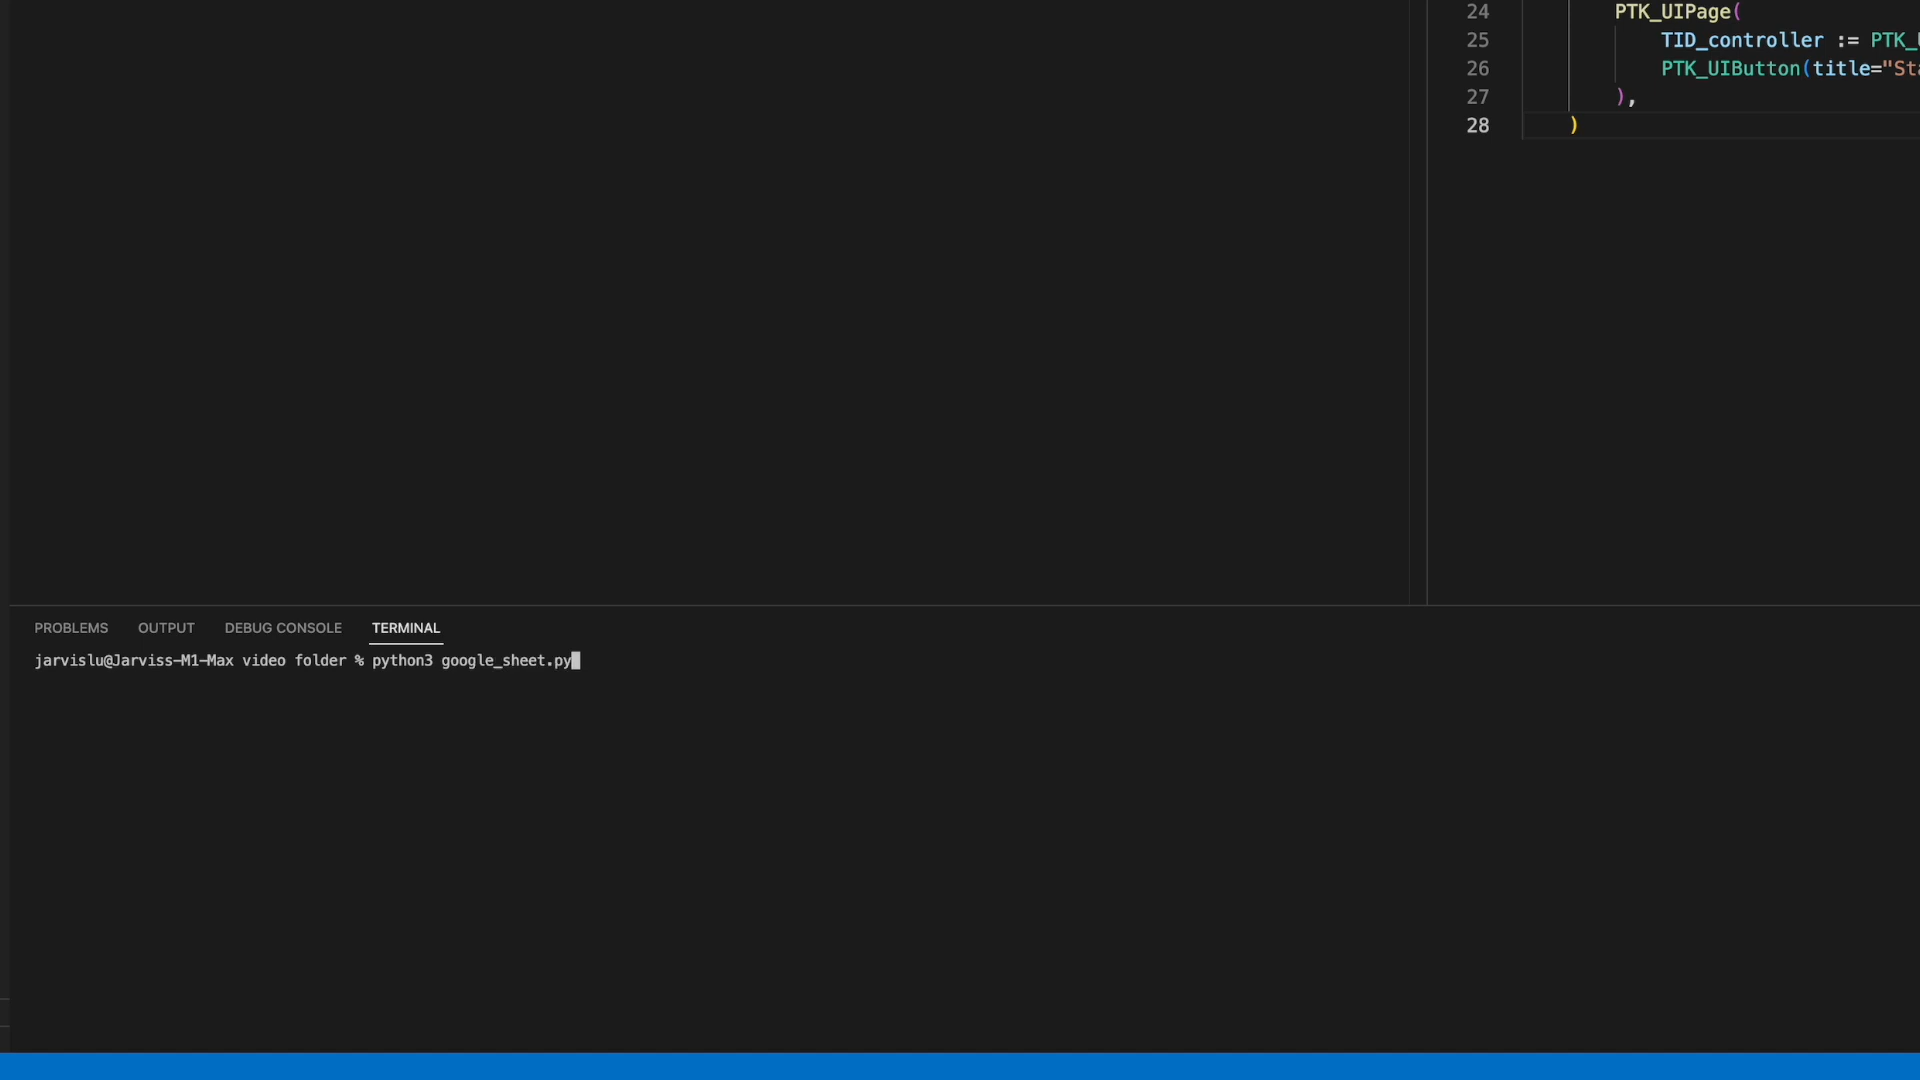 24 PTK_UIPage(
25 TID_controller := PTK_
26 PTK_UIButton(title="St
27 ),
28 )
PROBLEMS OUTPUT DEBUG CONSOLE TERMINAL
jarvislu@Jarviss-M1-Max video folder % python3 google_sheet.py